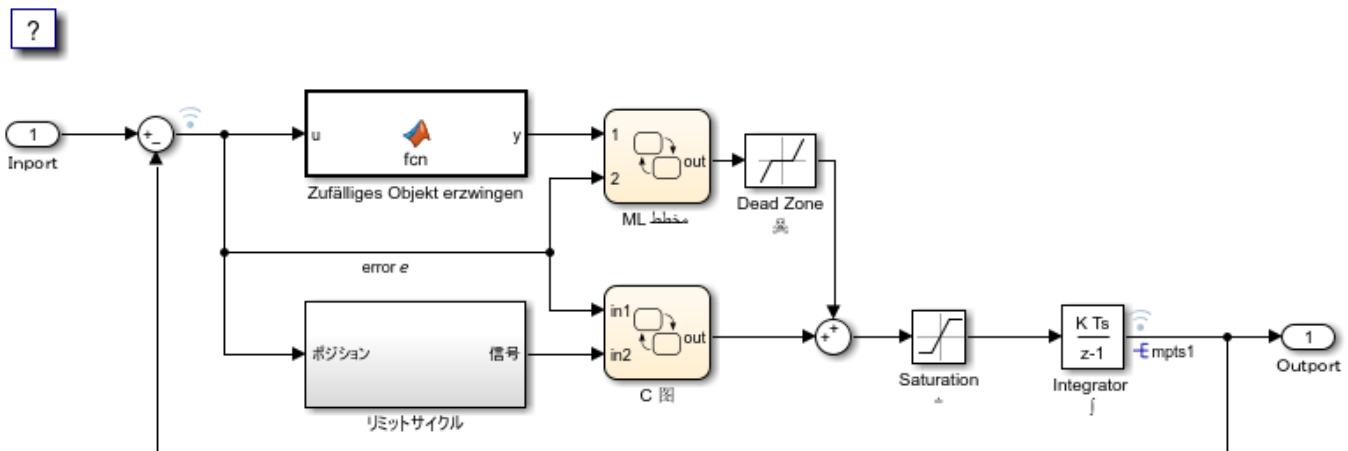 ?
1
Inport
+
−
u
fcn
y
Zufälliges Objekt erzwingen
1
2
out
ML مخطط
Dead Zone
error e
ポジション
信号
リミットサイクル
in1
in2
out
C 图
+
+
Saturation
K Ts
z-1
Integrator
∫
mpts1
1
Outport